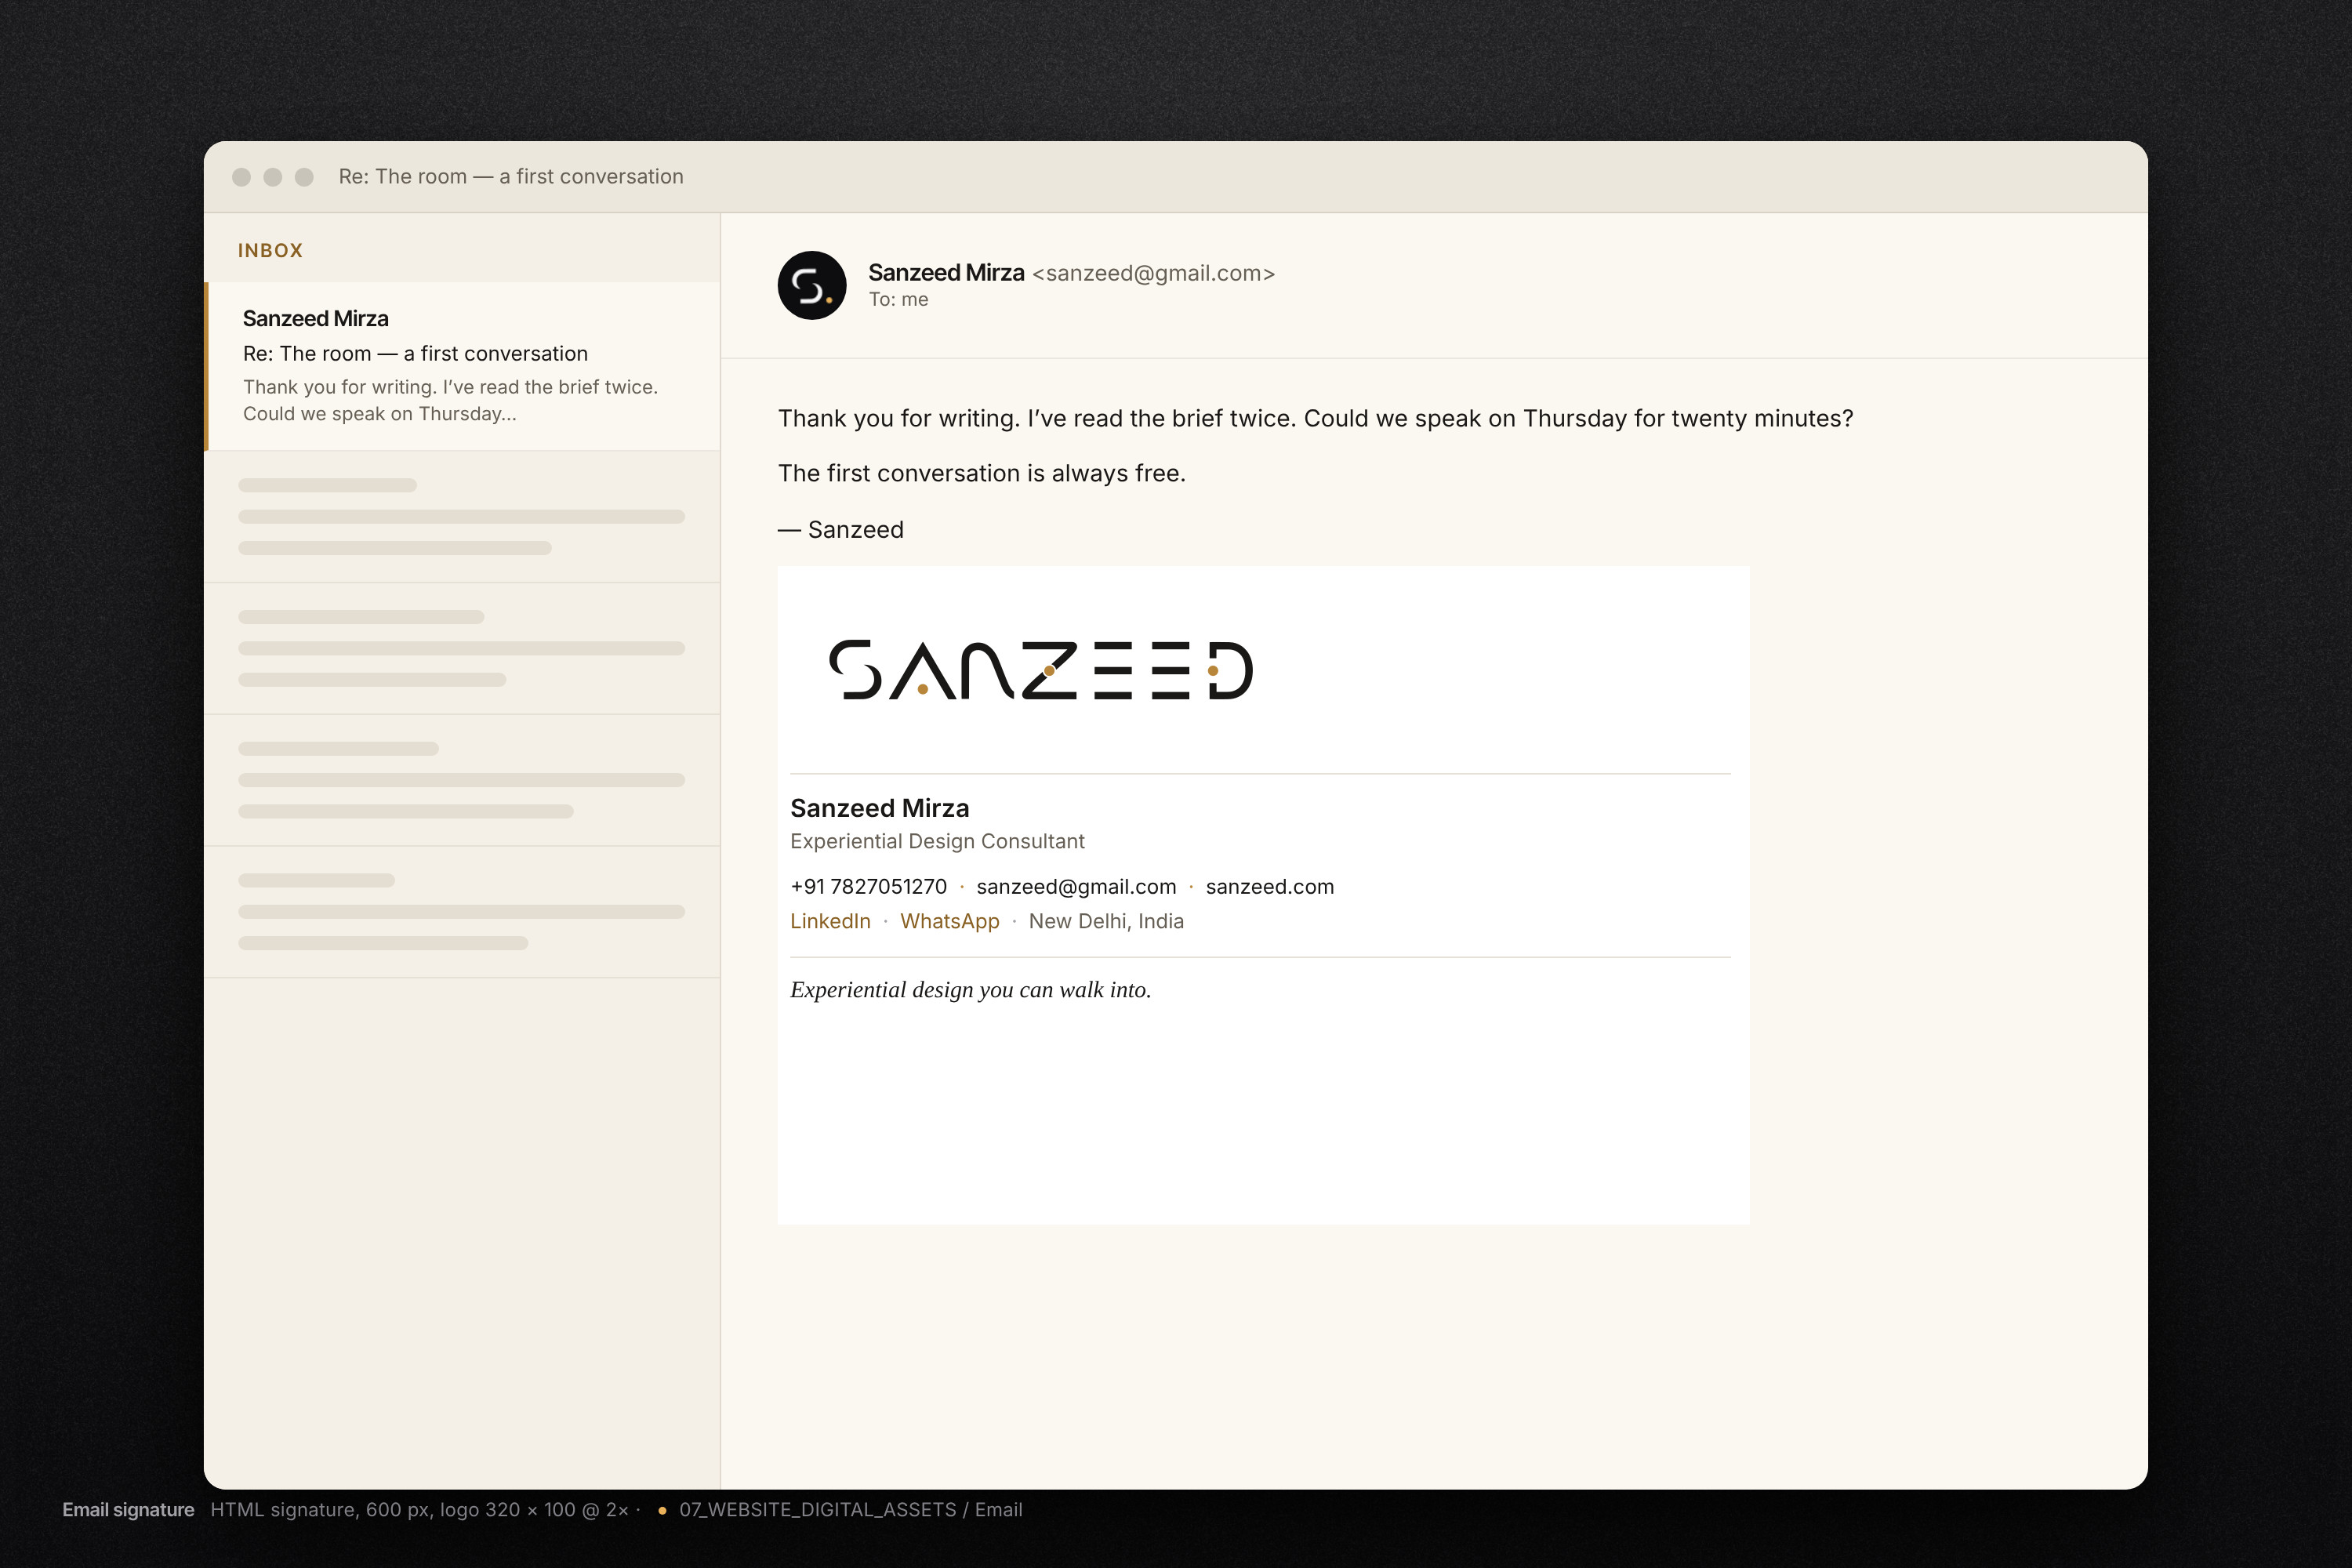 Re: The room — a first conversation
INBOX
Sanzeed Mirza
Re: The room — a first conversation
Thank you for writing. I’ve read the brief twice.
Could we speak on Thursday...
S.
Sanzeed Mirza <sanzeed@gmail.com>
To: me
Thank you for writing. I’ve read the brief twice. Could we speak on Thursday for twenty minutes?
The first conversation is always free.
— Sanzeed
SANZEED
Sanzeed Mirza
Experiential Design Consultant
+91 7827051270 · sanzeed@gmail.com · sanzeed.com
LinkedIn · WhatsApp · New Delhi, India
Experiential design you can walk into.
Email signature HTML signature, 600 px, logo 320 × 100 @ 2× · • 07_WEBSITE_DIGITAL_ASSETS / Email